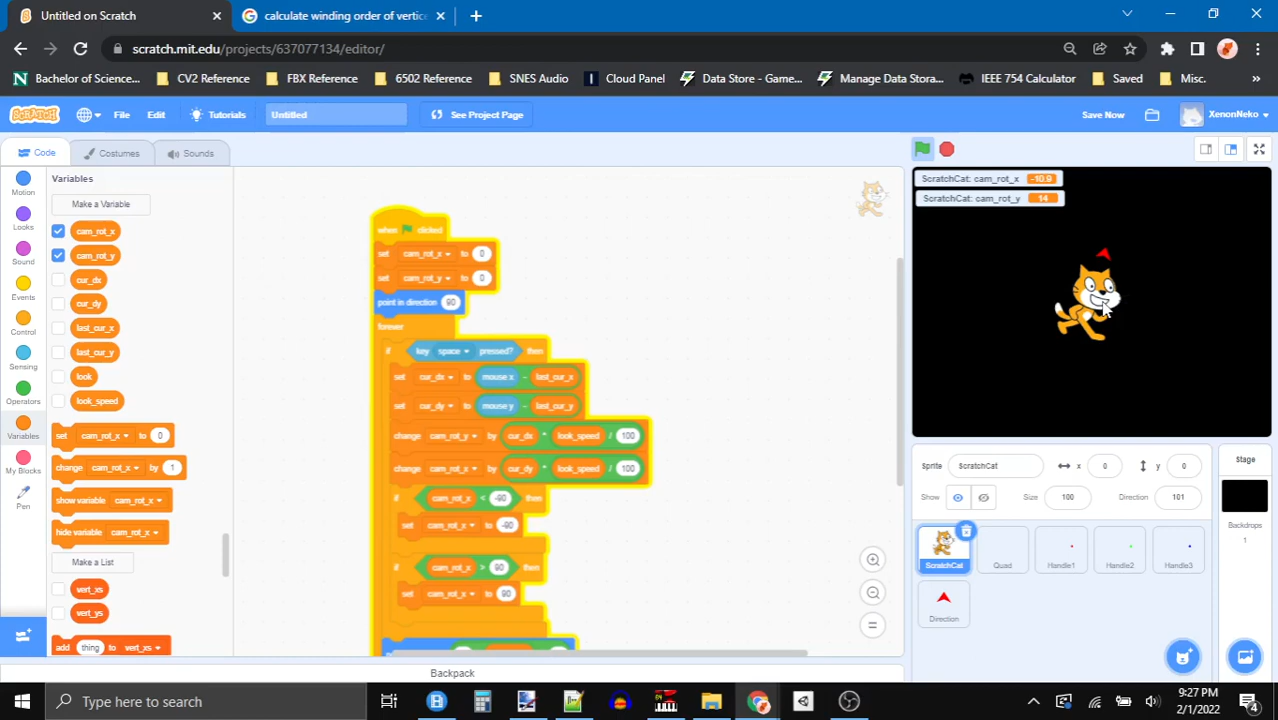 Untitled on Scratch
calculate winding order of vertice
scratch.mit.edu/projects/637077134/editor/
Bachelor of Science...
CV2 Reference
FBX Reference
6502 Reference
SNES Audio
Cloud Panel
Data Store - Game...
Manage Data Stora...
IEEE 754 Calculator
Saved
Misc.
»
SCRATCH
File
Edit
Tutorials
Untitled
See Project Page
Save Now
XenonNeko
Code
Costumes
Sounds
Motion
Looks
Sound
Events
Control
Sensing
Operators
Variables
My Blocks
Pen
Variables
Make a Variable
cam_rot_x
cam_rot_y
cur_dx
cur_dy
last_cur_x
last_cur_y
look
look_speed
set cam_rot_x to 0
change cam_rot_x by 1
show variable cam_rot_x
hide variable cam_rot_x
Make a List
vert_xs
vert_ys
add thing to vert_xs
when clicked
set cam_rot_x to 0
set cam_rot_y to 0
point in direction 90
forever
if key space pressed? then
set cur_dx to mouse x - last_cur_x
set cur_dy to mouse y - last_cur_y
change cam_rot_y by cur_dx * look_speed / 100
change cam_rot_x by cur_dy * look_speed / 100
if cam_rot_x < -90 then
set cam_rot_x to -90
if cam_rot_x > 90 then
set cam_rot_x to 90
Backpack
ScratchCat: cam_rot_x -10.9
ScratchCat: cam_rot_y 14
Sprite ScratchCat x 0 y 0
Show Size 100 Direction 101
ScratchCat
Quad
Handle1
Handle2
Handle3
Direction
Stage
Backdrops
1
Type here to search
9:27 PM
2/1/2022
4